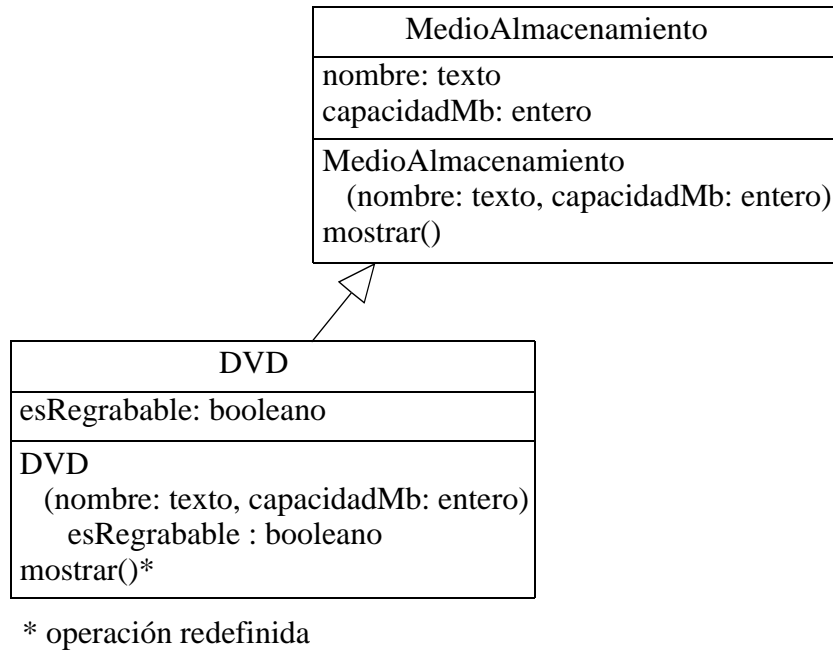 MedioAlmacenamiento
nombre: texto
capacidadMb: entero
MedioAlmacenamiento
(nombre: texto, capacidadMb: entero)
mostrar()
DVD
esRegrabable: booleano
DVD
(nombre: texto, capacidadMb: entero)
esRegrabable : booleano
mostrar()*
* operación redefinida